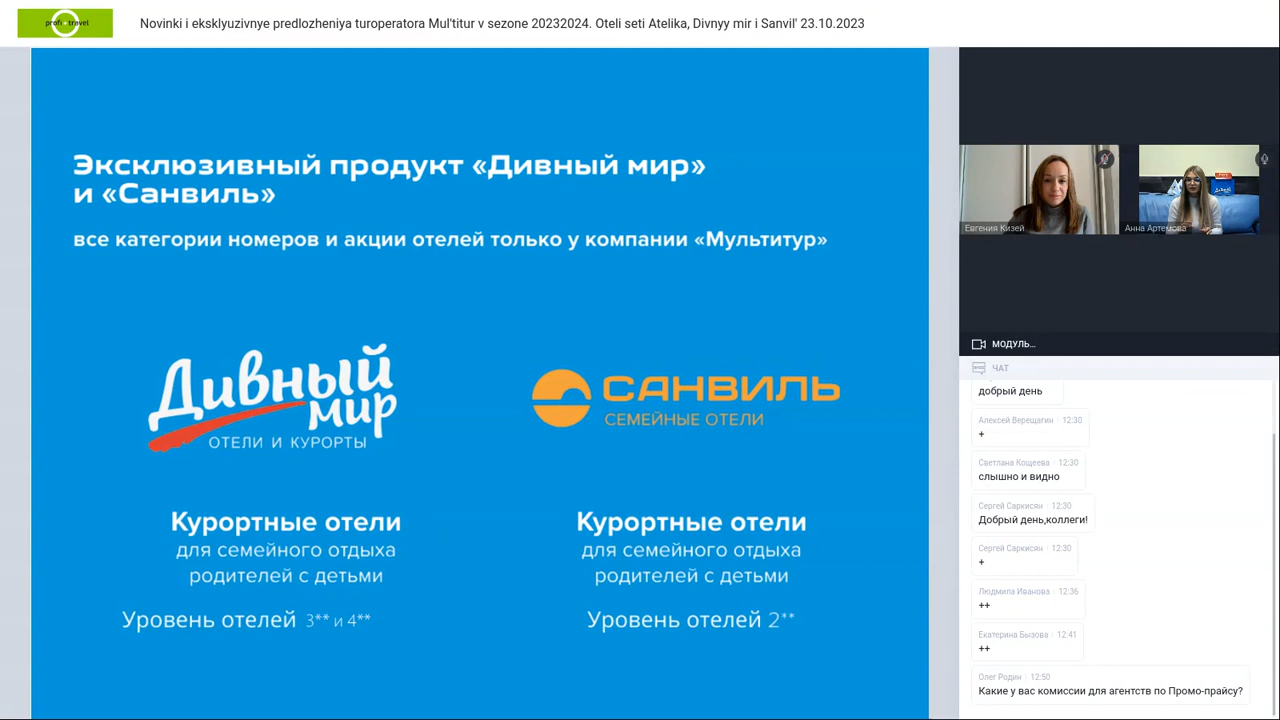 profi travel
Novinki i eksklyuzivnye predlozheniya turoperatora Mul'titur v sezone 20232024. Oteli seti Atelika, Divnyy mir i Sanvil' 23.10.2023
Эксклюзивный продукт «Дивный мир»
и «Санвиль»
все категории номеров и акции отелей только у компании «Мультитур»
Дивный
мир
ОТЕЛИ И КУРОРТЫ
САНВИЛЬ
СЕМЕЙНЫЕ ОТЕЛИ
Курортные отели
для семейного отдыха
родителей с детьми
Уровень отелей 3** и 4**
Курортные отели
для семейного отдыха
родителей с детьми
Уровень отелей 2**
Евгения Кизей
Анна Артемова
МОДУЛЬ...
ЧАТ
добрый день
Алексей Верещагин 12:30
+
Светлана Кощеева 12:30
слышно и видно
Сергей Саркисян 12:30
Добрый день,коллеги!
Сергей Саркисян 12:30
+
Людмила Иванова 12:36
++
Екатерина Бызова 12:41
++
Олег Родин 12:50
Какие у вас комиссии для агентств по Промо-прайсу?